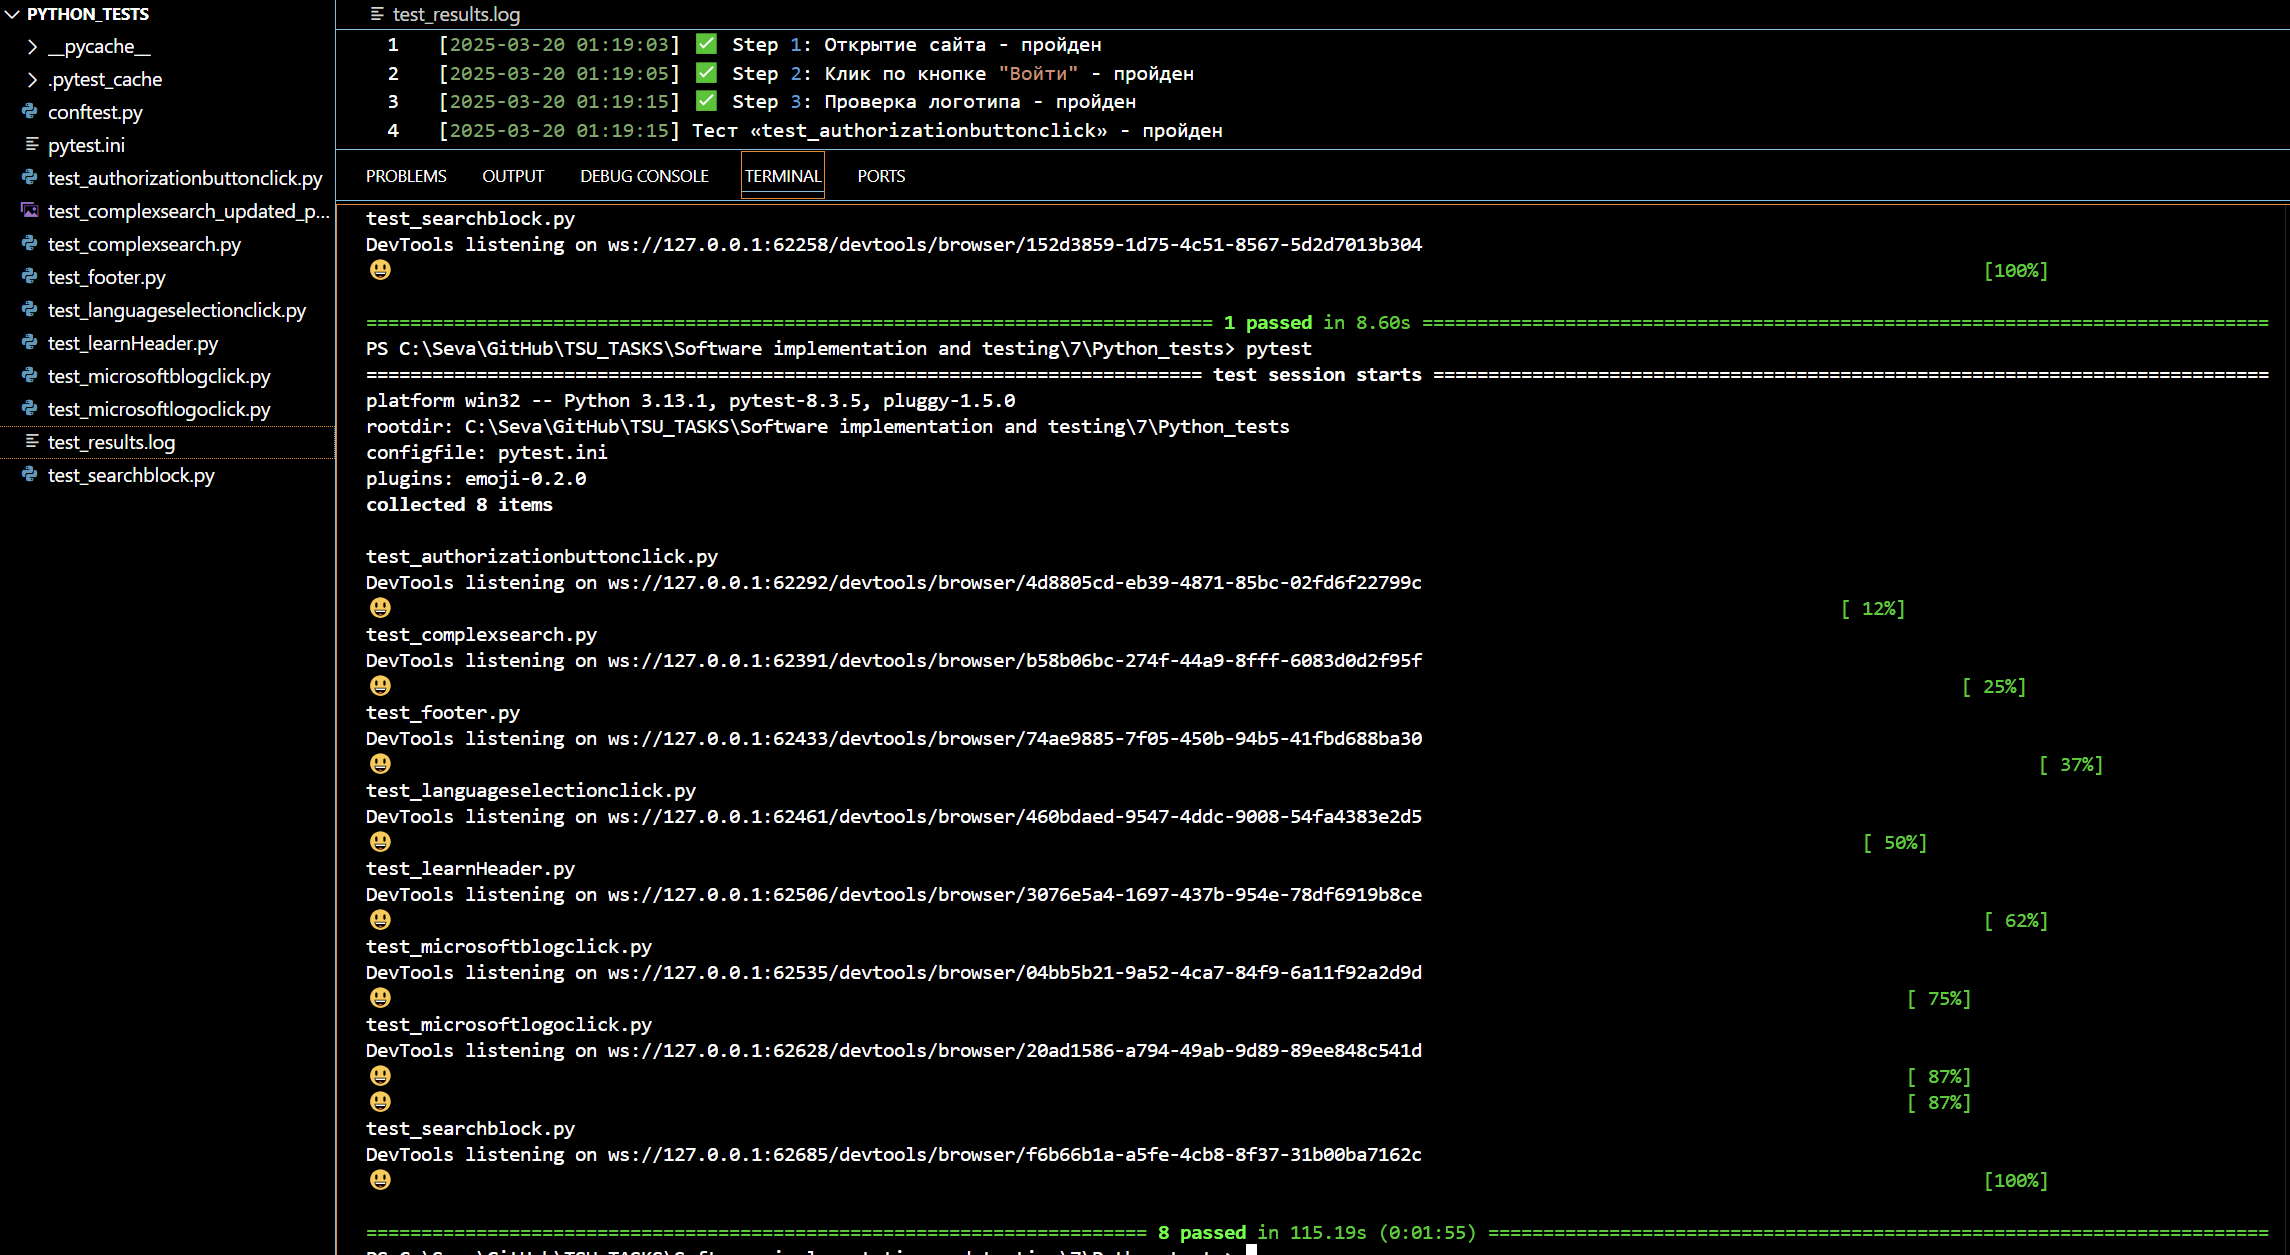 PYTHON_TESTS
__pycache__
.pytest_cache
conftest.py
pytest.ini
test_authorizationbuttonclick.py
test_complexsearch_updated_p...
test_complexsearch.py
test_footer.py
test_languageselectionclick.py
test_learnHeader.py
test_microsoftblogclick.py
test_microsoftlogoclick.py
test_results.log
test_searchblock.py
test_results.log
1 [2025-03-20 01:19:03] ✅ Step 1: Открытие сайта - пройден
2 [2025-03-20 01:19:05] ✅ Step 2: Клик по кнопке "Войти" - пройден
3 [2025-03-20 01:19:15] ✅ Step 3: Проверка логотипа - пройден
4 [2025-03-20 01:19:15] Тест «test_authorizationbuttonclick» - пройден
PROBLEMS OUTPUT DEBUG CONSOLE TERMINAL PORTS
test_searchblock.py
DevTools listening on ws://127.0.0.1:62258/devtools/browser/152d3859-1d75-4c51-8567-5d2d7013b304
😃 [100%]
============ 1 passed in 8.60s ============
PS C:\Seva\GitHub\TSU_TASKS\Software implementation and testing\7\Python_tests> pytest
============ test session starts ============
platform win32 -- Python 3.13.1, pytest-8.3.5, pluggy-1.5.0
rootdir: C:\Seva\GitHub\TSU_TASKS\Software implementation and testing\7\Python_tests
configfile: pytest.ini
plugins: emoji-0.2.0
collected 8 items
test_authorizationbuttonclick.py
DevTools listening on ws://127.0.0.1:62292/devtools/browser/4d8805cd-eb39-4871-85bc-02fd6f22799c
😃 [ 12%]
test_complexsearch.py
DevTools listening on ws://127.0.0.1:62391/devtools/browser/b58b06bc-274f-44a9-8fff-6083d0d2f95f
😃 [ 25%]
test_footer.py
DevTools listening on ws://127.0.0.1:62433/devtools/browser/74ae9885-7f05-450b-94b5-41fbd688ba30
😃 [ 37%]
test_languageselectionclick.py
DevTools listening on ws://127.0.0.1:62461/devtools/browser/460bdaed-9547-4ddc-9008-54fa4383e2d5
😃 [ 50%]
test_learnHeader.py
DevTools listening on ws://127.0.0.1:62506/devtools/browser/3076e5a4-1697-437b-954e-78df6919b8ce
😃 [ 62%]
test_microsoftblogclick.py
DevTools listening on ws://127.0.0.1:62535/devtools/browser/04bb5b21-9a52-4ca7-84f9-6a11f92a2d9d
😃 [ 75%]
test_microsoftlogoclick.py
DevTools listening on ws://127.0.0.1:62628/devtools/browser/20ad1586-a794-49ab-9d89-89ee848c541d
😃 [ 87%]
😃 [ 87%]
test_searchblock.py
DevTools listening on ws://127.0.0.1:62685/devtools/browser/f6b66b1a-a5fe-4cb8-8f37-31b00ba7162c
😃 [100%]
============ 8 passed in 115.19s (0:01:55) ============